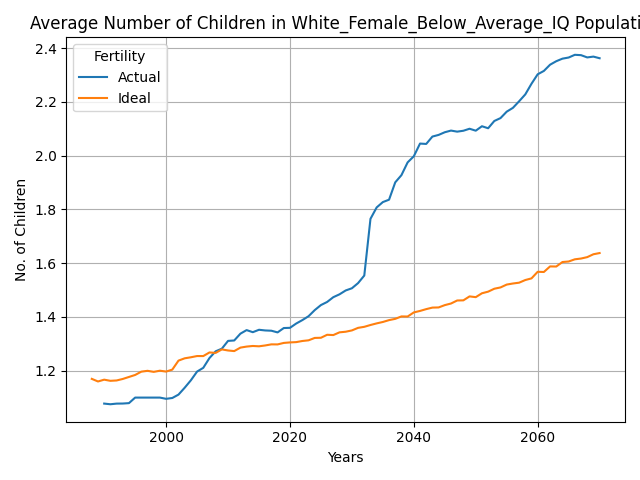 Average Number of Children in White_Female_Below_Average_IQ Populati
Fertility
Actual
Ideal
2.4
2.2
2.0
1.8
1.6
1.4
1.2
No. of Children
2000
2020
2040
2060
Years